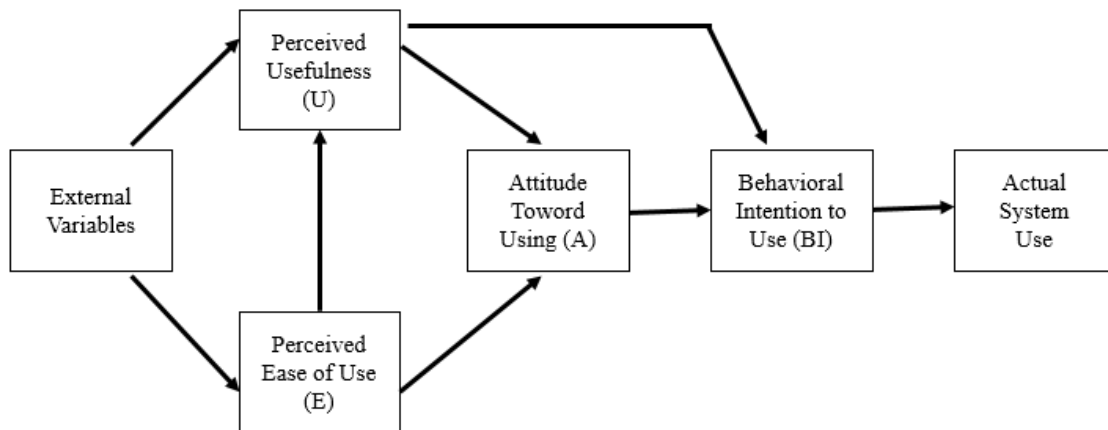 Perceived
Usefulness
(U)
External
Variables
Attitude
Toword
Using (A)
Behavioral
Intention to
Use (BI)
Actual
System
Use
Perceived
Ease of Use
(E)